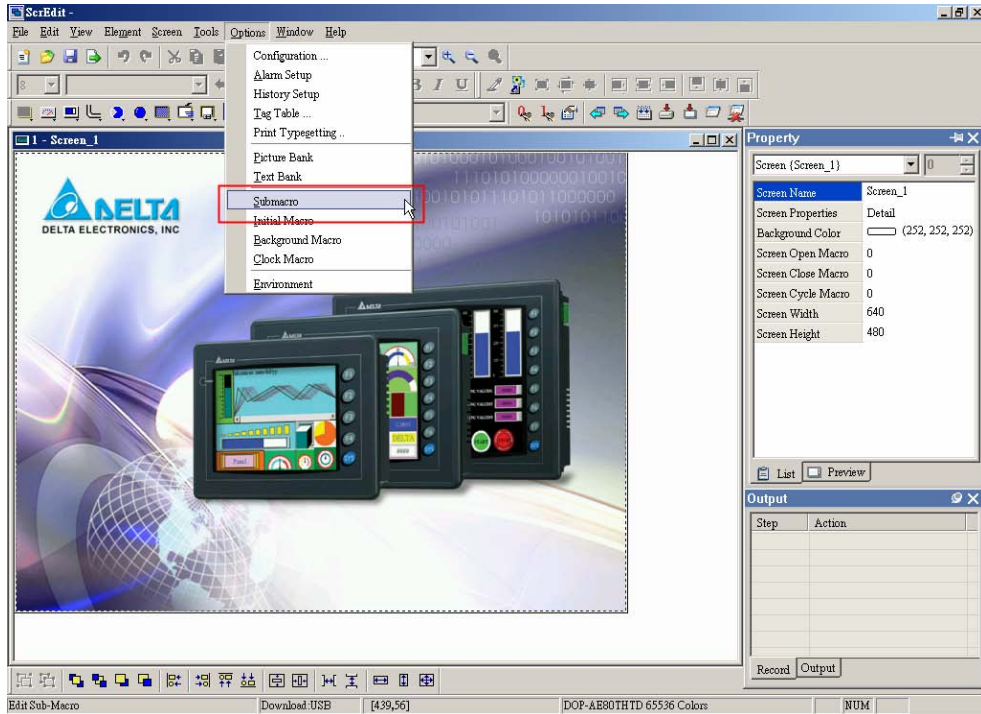 ScrEdit -
File Edit View Element Screen Tools Options Window Help
Configuration ...
Alarm Setup
History Setup
Tag Table ...
Print Typegetting ..
Picture Bank
Text Bank
Submacro
Initial Macro
Background Macro
Clock Macro
Environment
8
B I U
1 - Screen_1
DELTA
DELTA ELECTRONICS, INC
Property
Screen {Screen_1}
0
Screen Name Screen_1
Screen Properties Detail
Background Color (252, 252, 252)
Screen Open Macro 0
Screen Close Macro 0
Screen Cycle Macro 0
Screen Width 640
Screen Height 480
List Preview
Output
Step Action
Record Output
Edit Sub-Macro Download:USB [439,56] DOP-AE80THTD 65536 Colors NUM